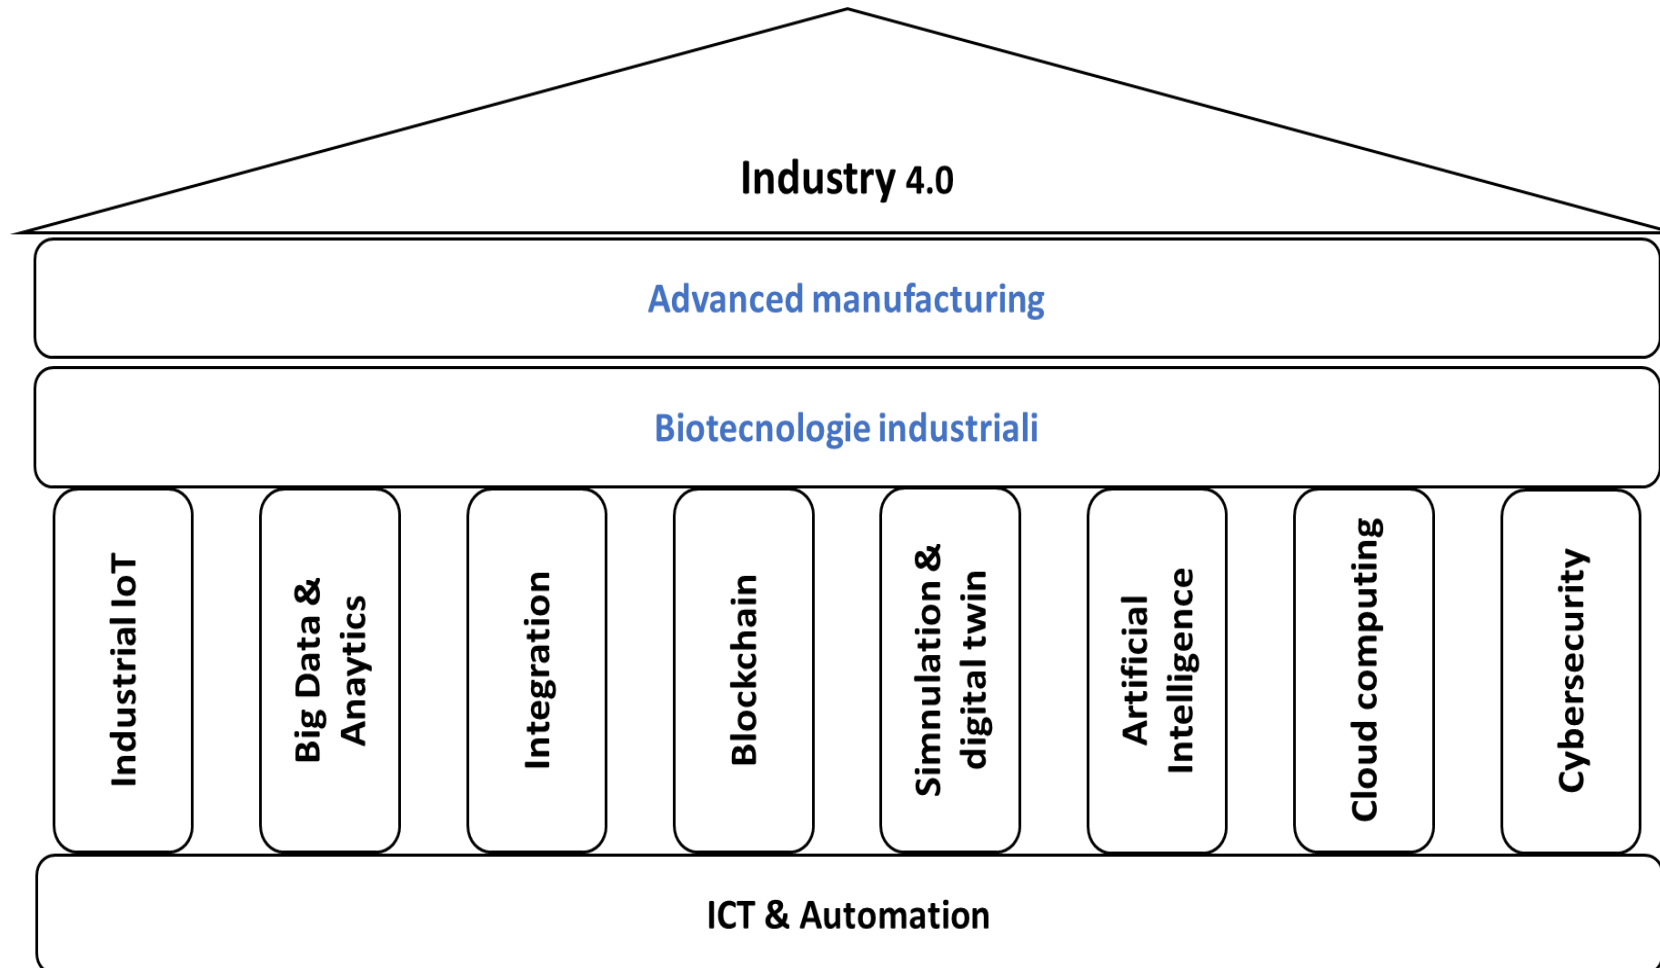 Industry 4.0
Advanced manufacturing
Biotecnologie industriali
Industrial IoT
Big Data &
Anaytics
Integration
Blockchain
Simnulation &
digital twin
Artificial
Intelligence
Cloud computing
Cybersecurity
ICT & Automation